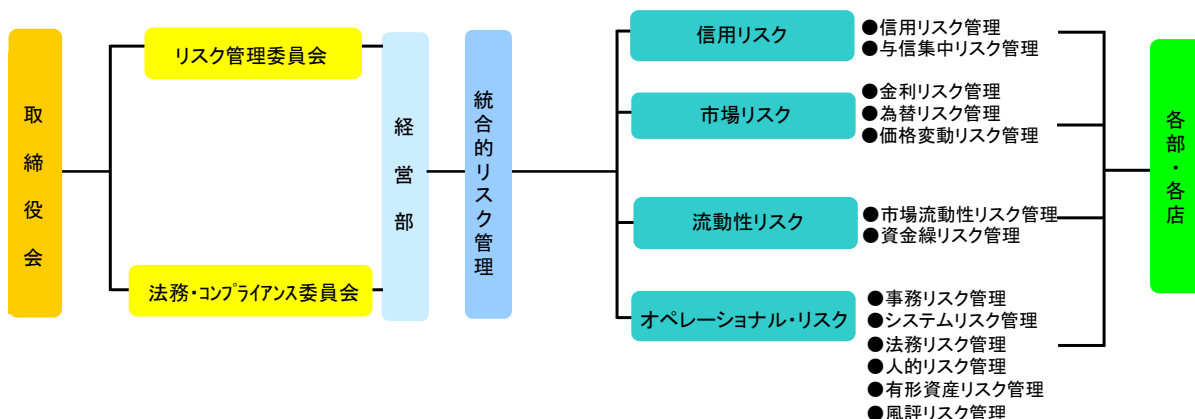 取締役会
リスク管理委員会
法務・コンプライアンス委員会
経営部
統合的リスク管理
信用リスク
●信用リスク管理
●与信集中リスク管理
市場リスク
●金利リスク管理
●為替リスク管理
●価格変動リスク管理
流動性リスク
●市場流動性リスク管理
●資金繰リスク管理
オペレーショナル・リスク
●事務リスク管理
●システムリスク管理
●法務リスク管理
●人的リスク管理
●有形資産リスク管理
●風評リスク管理
各部・各店